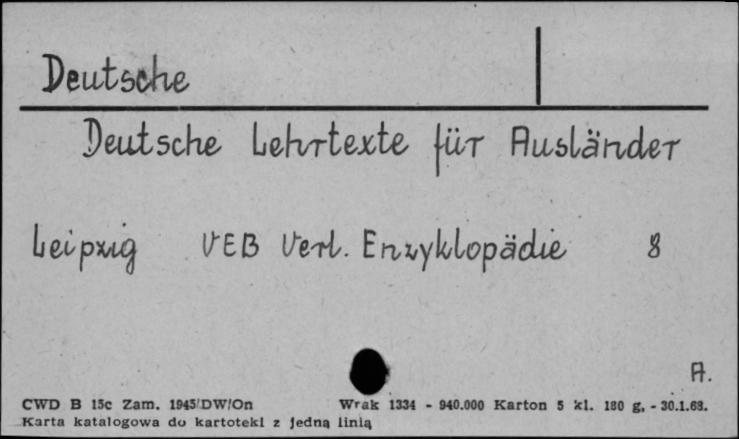 Deutsche
Deutsche Lehrtexte für Ausländer
Leipzig VEB Verl. Enzyklopädie 8
A.
CWD B 15c Zam. 1945/DW/On Wrak 1334 - 940.000 Karton 5 kl. 180 g. - 30.1.68.
Karta katalogowa do kartoteki z jedną linią